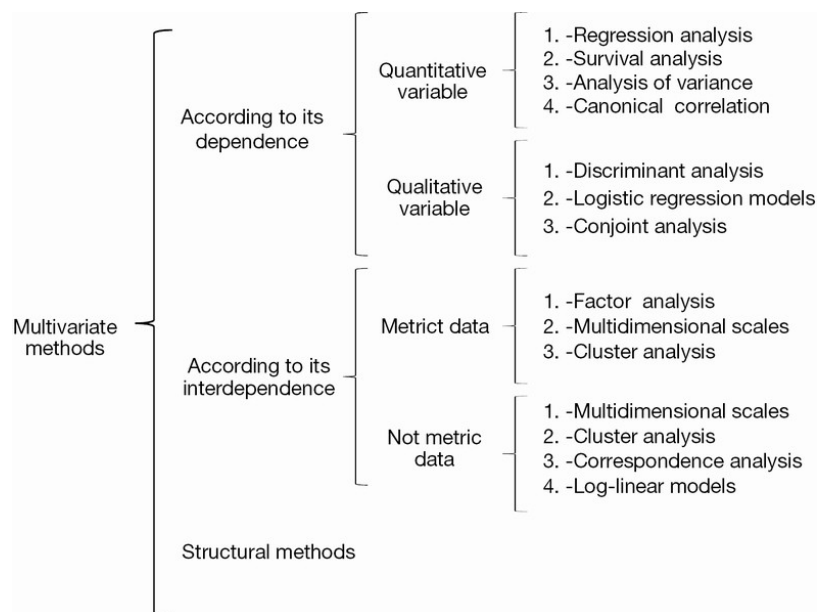 Multivariate
methods
According to its
dependence
Quantitative
variable
1. -Regression analysis
2. -Survival analysis
3. -Analysis of variance
4. -Canonical correlation
Qualitative
variable
1. -Discriminant analysis
2. -Logistic regression models
3. -Conjoint analysis
According to its
interdependence
Metrict data
1. -Factor analysis
2. -Multidimensional scales
3. -Cluster analysis
Not metric
data
1. -Multidimensional scales
2. -Cluster analysis
3. -Correspondence analysis
4. -Log-linear models
Structural methods